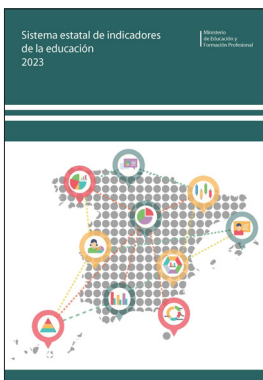 Sistema estatal de indicadores
de la educación
2023
Ministerio
de Educación y
Formación Profesional